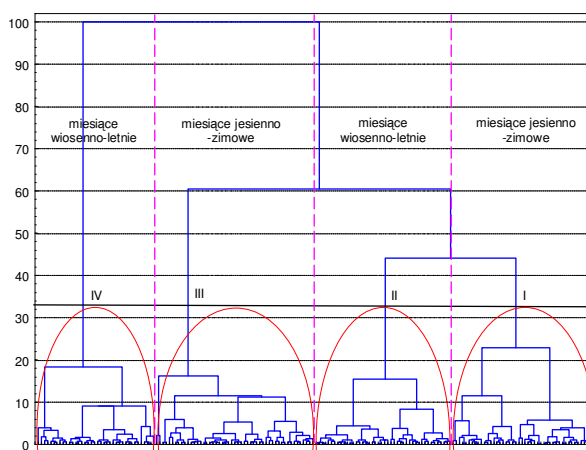 100
90
80
70
60
50
40
30
20
10
0
miesiące
wiosenno-letnie
miesiące jesienno
-zimowe
miesiące
wiosenno-letnie
miesiące jesienno
-zimowe
IV
III
II
I